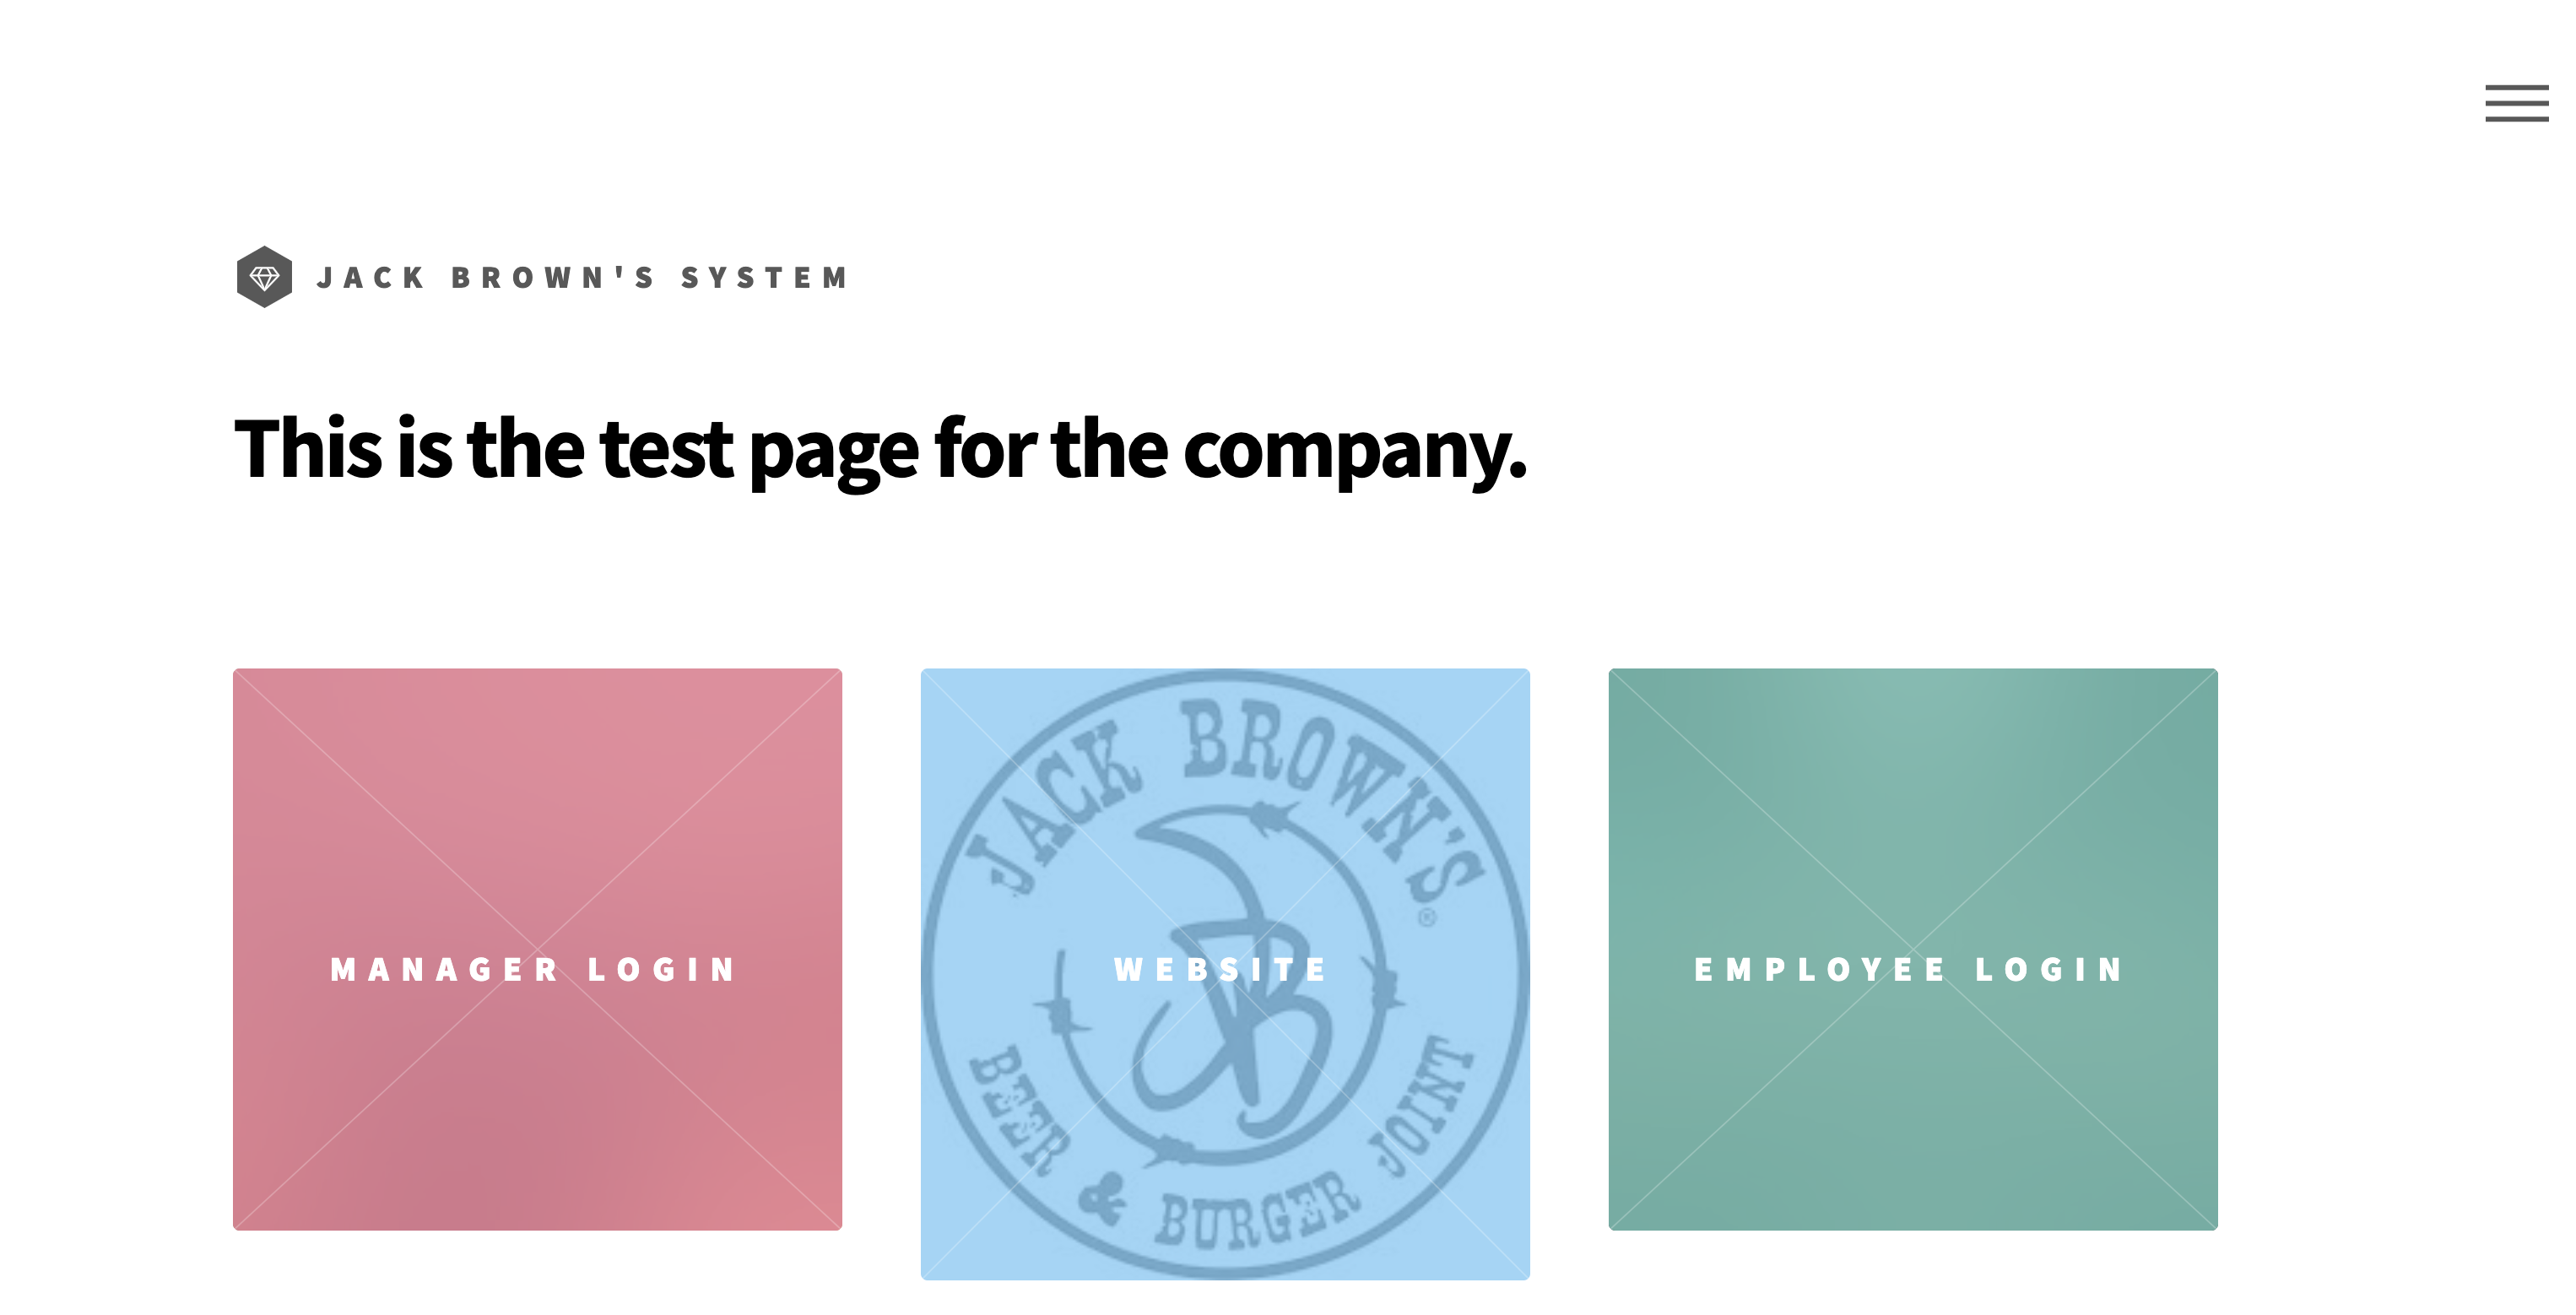 JACK BROWN'S SYSTEM
This is the test page for the company.
MANAGER LOGIN
JACK BROWN'S
®
JB
WEBSITE
BEER & BURGER JOINT
EMPLOYEE LOGIN